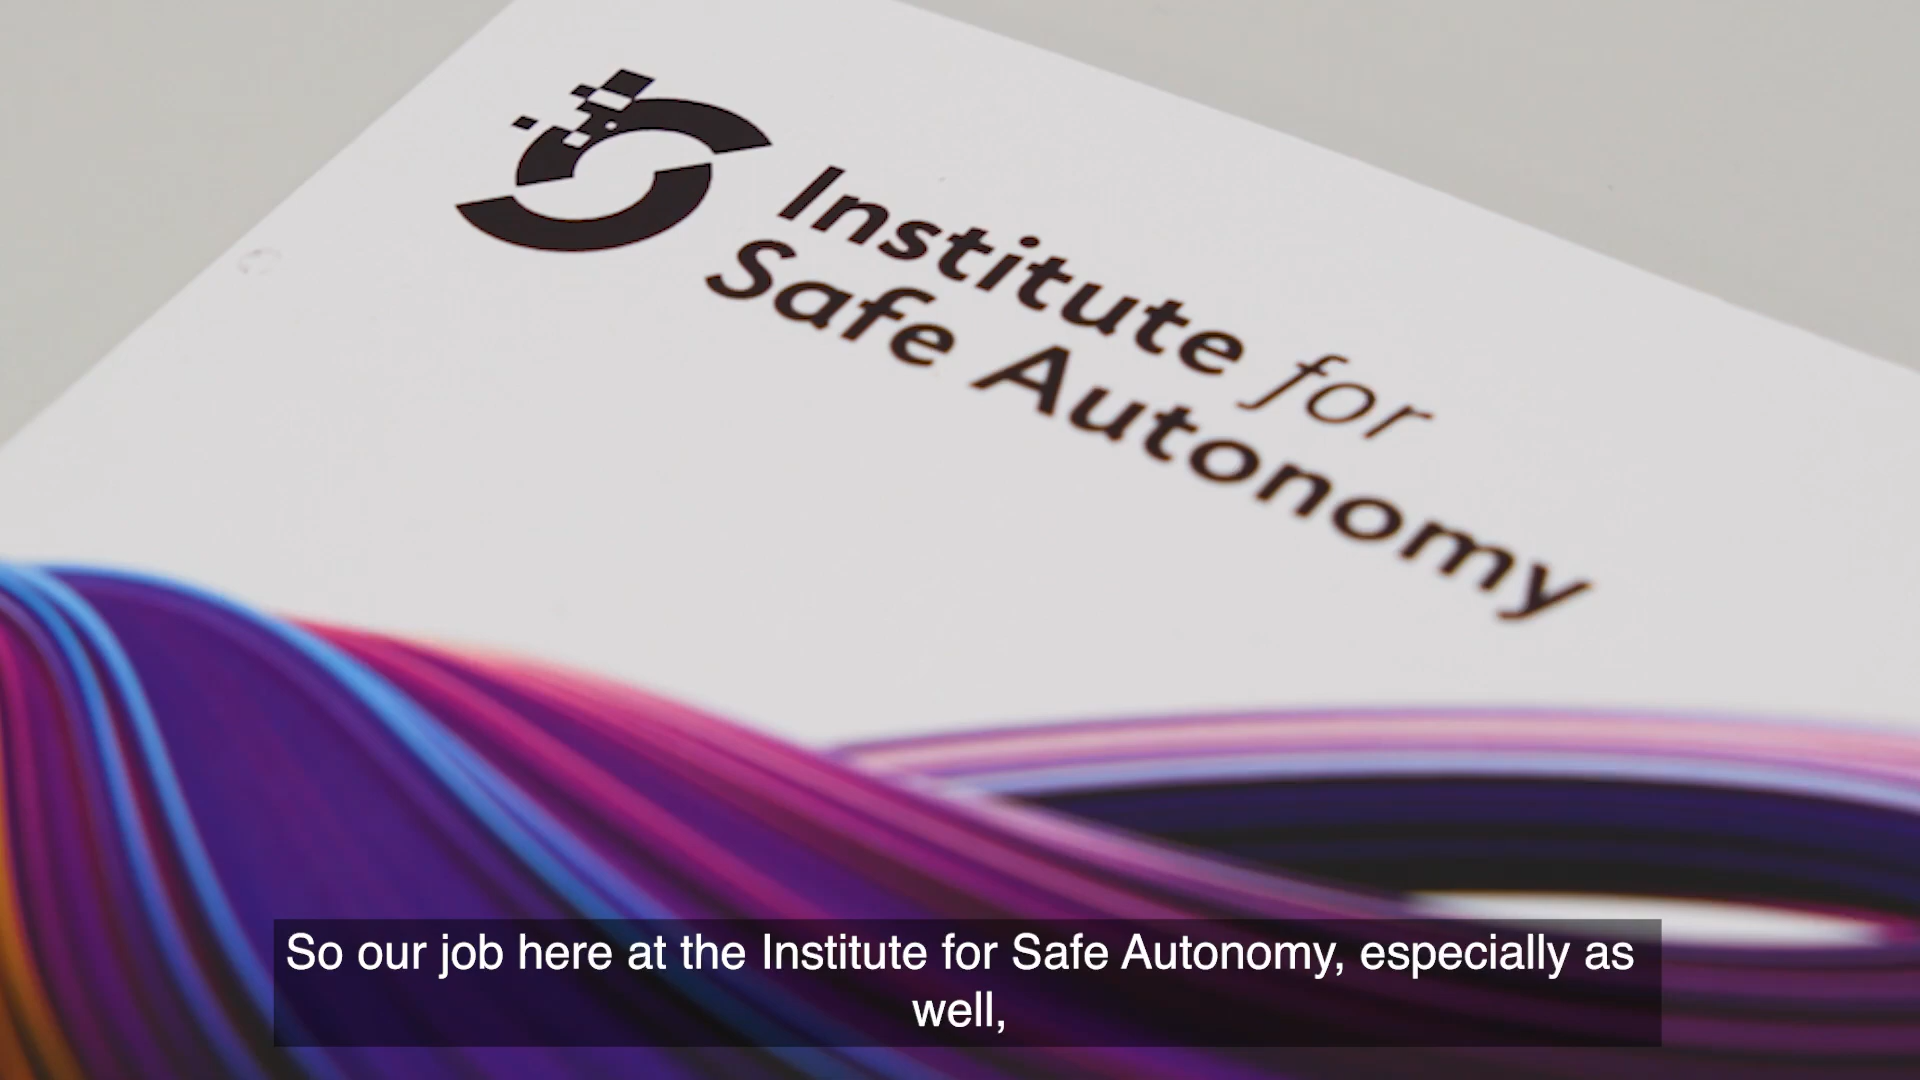 Institute for
Safe Autonomy
So our job here at the Institute for Safe Autonomy, especially as
well,